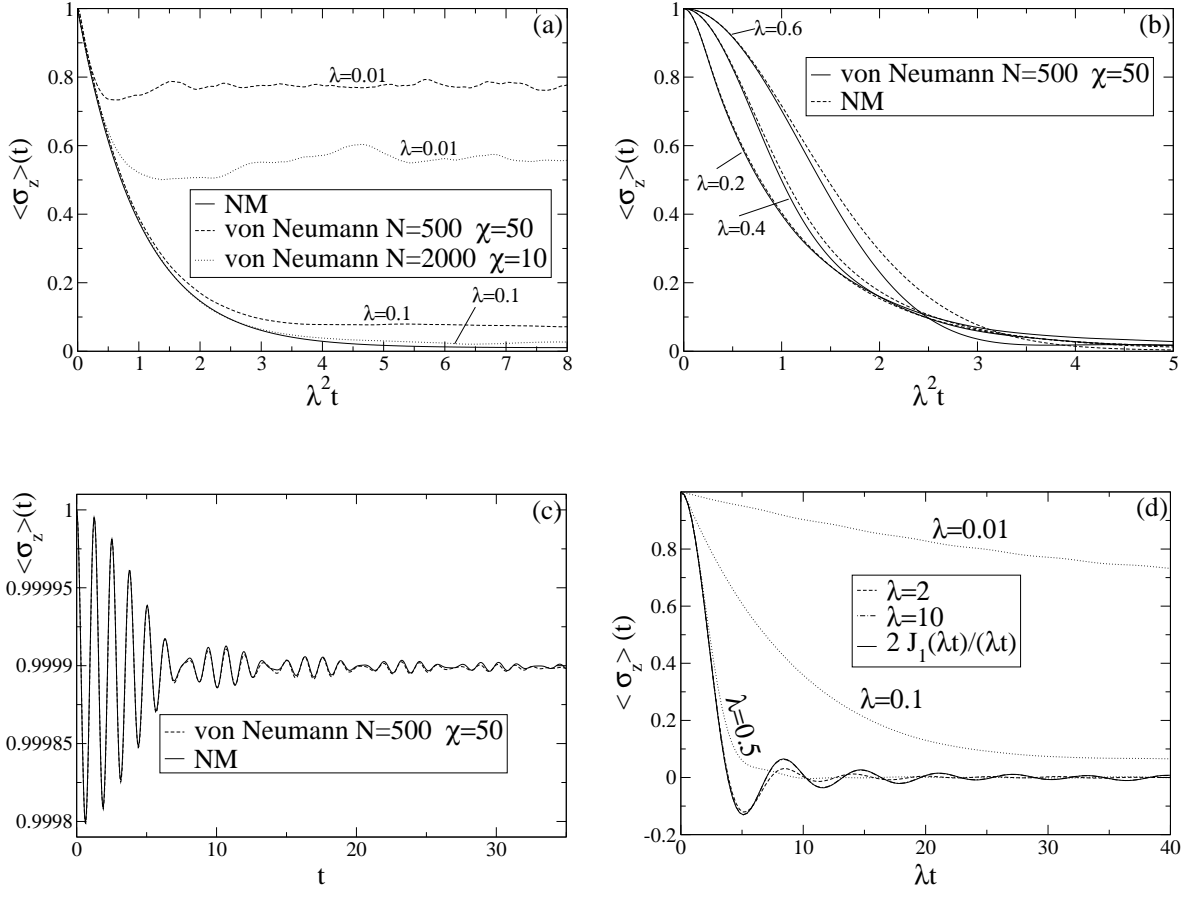 (a)
<σz>(t)
1
0.8
0.6
0.4
0.2
0
λ=0.01
λ=0.01
NM
von Neumann N=500 χ=50
von Neumann N=2000 χ=10
λ=0.1
λ=0.1
0 1 2 3 4 5 6 7 8
λ²t
(b)
<σz>(t)
1
0.8
0.6
0.4
0.2
0
λ=0.6
von Neumann N=500 χ=50
NM
λ=0.2
λ=0.4
0 1 2 3 4 5
λ²t
(c)
<σz>(t)
1
0.99995
0.9999
0.99985
0.9998
von Neumann N=500 χ=50
NM
0 10 20 30
t
(d)
<σz>(t)
0.8
0.6
0.4
0.2
0
-0.2
λ=0.01
λ=2
λ=10
2 J₁(λt)/(λt)
λ=0.1
λ=0.5
0 10 20 30 40
λt